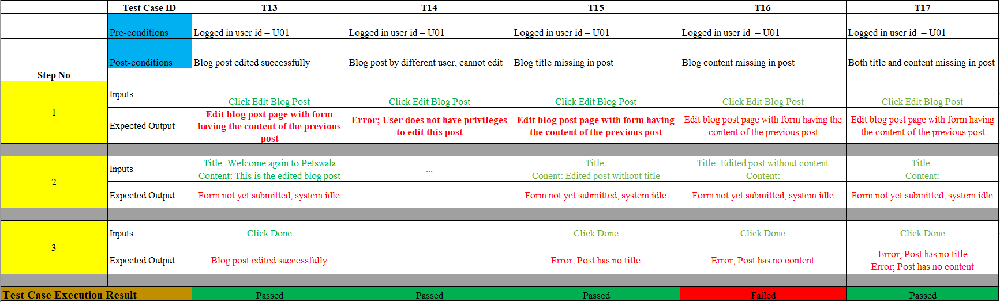 Test Case ID T13 T14 T15 T16 T17
Pre-conditions Logged in user id = U01 Logged in user id = U01 Logged in user id = U01 Logged in user id  = U01 Logged in user id  = U01
Post-conditions Blog post edited successfully Blog post by different user, cannot edit Blog title missing in post Blog content missing in post Both title and content missing in post
Step No
1
Inputs Click Edit Blog Post Click Edit Blog Post Click Edit Blog Post Click Edit Blog Post Click Edit Blog Post
Expected Output
Edit blog post page with form
having the content of the previous
post
Error; User does not have privileges
to edit this post
Edit blog post page with form having
the content of the previous post
Edit blog post page with form having the
content of the previous post
Edit blog post page with form having
the content of the previous post
2
Inputs
Title: Welcome again to Petswala
Content: This is the edited blog post
...
Title:
Conent: Edited post without title
Title: Edited post without content
Content:
Title:
Content:
Expected Output Form not yet submitted, system idle ... Form not yet submitted, system idle Form not yet submitted, system idle Form not yet submitted, system idle
3
Inputs Click Done ... Click Done Click Done Click Done
Expected Output Blog post edited successfully ... Error; Post has no title Error; Post has no content
Error; Post has no title
Error; Post has no content
Test Case Execution Result Passed Passed Passed Failed Passed